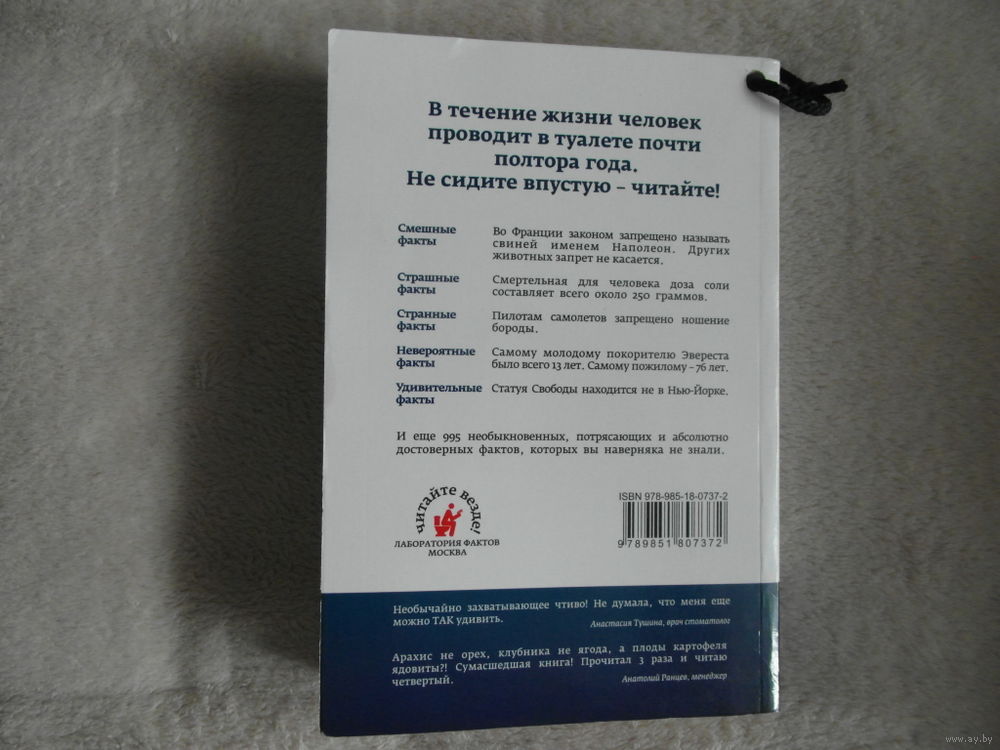 В течение жизни человек
проводит в туалете почти
полтора года.
Не сидите впустую – читайте!
Смешные
факты
Во Франции законом запрещено называть
свиней именем Наполеон. Других
животных запрет не касается.
Страшные
факты
Смертельная для человека доза соли
составляет всего около 250 граммов.
Странные
факты
Пилотам самолетов запрещено ношение
бороды.
Невероятные
факты
Самому молодому покорителю Эвереста
было всего 13 лет. Самому пожилому – 76 лет.
Удивительные
факты
Статуя Свободы находится не в Нью-Йорке.
И еще 995 необыкновенных, потрясающих и абсолютно
достоверных фактов, которых вы наверняка не знали.
читайте везде!
ЛАБОРАТОРИЯ ФАКТОВ
МОСКВА
ISBN 978-985-18-0737-2
9 789851 807372
Необычайно захватывающее чтиво! Не думала, что меня еще
можно ТАК удивить.
Анастасия Тушина, врач стоматолог
Арахис не орех, клубника не ягода, а плоды картофеля
ядовиты?! Сумасшедшая книга! Прочитал 3 раза и читаю
четвертый.
Анатолий Ранцев, менеджер
www.ay.by